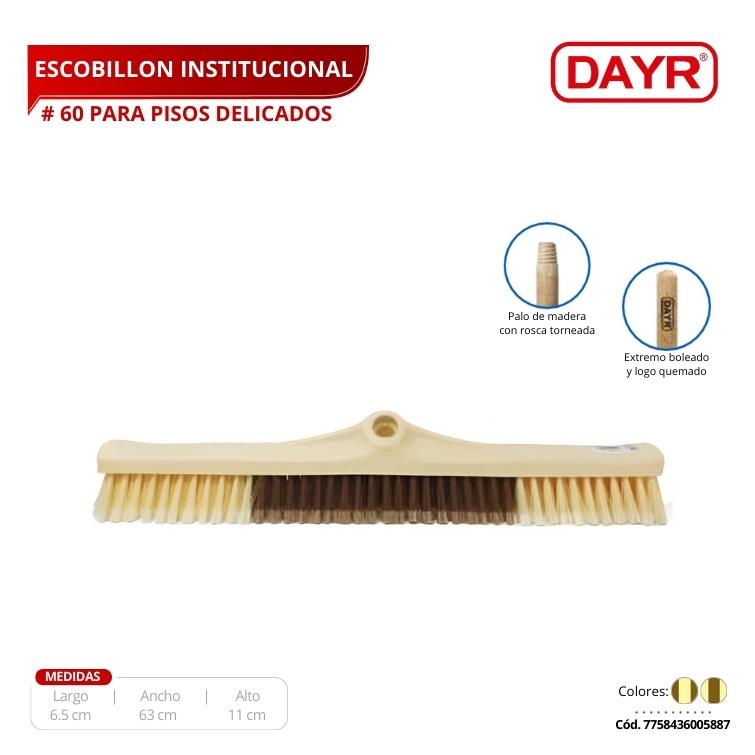 ESCOBILLON INSTITUCIONAL
# 60 PARA PISOS DELICADOS
DAYR®
Palo de madera
con rosca torneada
DAYR
Extremo boleado
y logo quemado
MEDIDAS
Largo | Ancho | Alto
6.5 cm 63 cm 11 cm
Colores:
Cód. 7758436005887